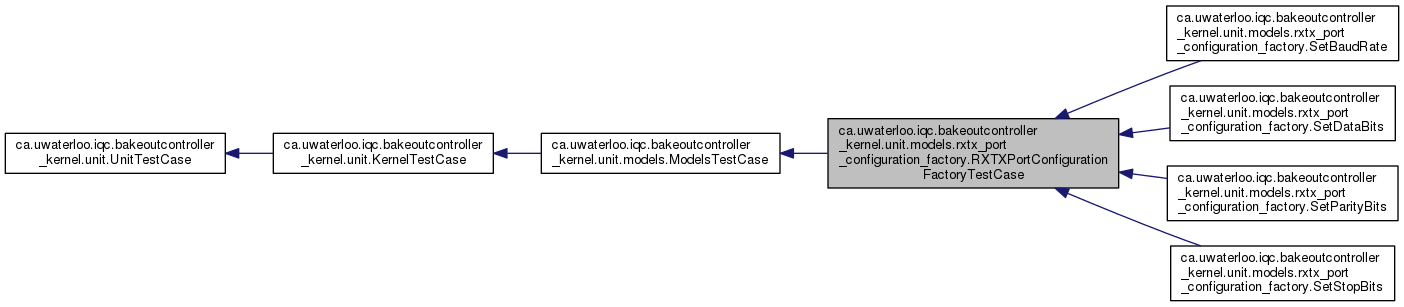 ca.uwaterloo.iqc.bakeoutcontroller
_kernel.unit.UnitTestCase
ca.uwaterloo.iqc.bakeoutcontroller
_kernel.unit.KernelTestCase
ca.uwaterloo.iqc.bakeoutcontroller
_kernel.unit.models.ModelsTestCase
ca.uwaterloo.iqc.bakeoutcontroller
_kernel.unit.models.rxtx_port
_configuration_factory.RXTXPortConfiguration
FactoryTestCase
ca.uwaterloo.iqc.bakeoutcontroller
_kernel.unit.models.rxtx_port
_configuration_factory.SetBaudRate
ca.uwaterloo.iqc.bakeoutcontroller
_kernel.unit.models.rxtx_port
_configuration_factory.SetDataBits
ca.uwaterloo.iqc.bakeoutcontroller
_kernel.unit.models.rxtx_port
_configuration_factory.SetParityBits
ca.uwaterloo.iqc.bakeoutcontroller
_kernel.unit.models.rxtx_port
_configuration_factory.SetStopBits